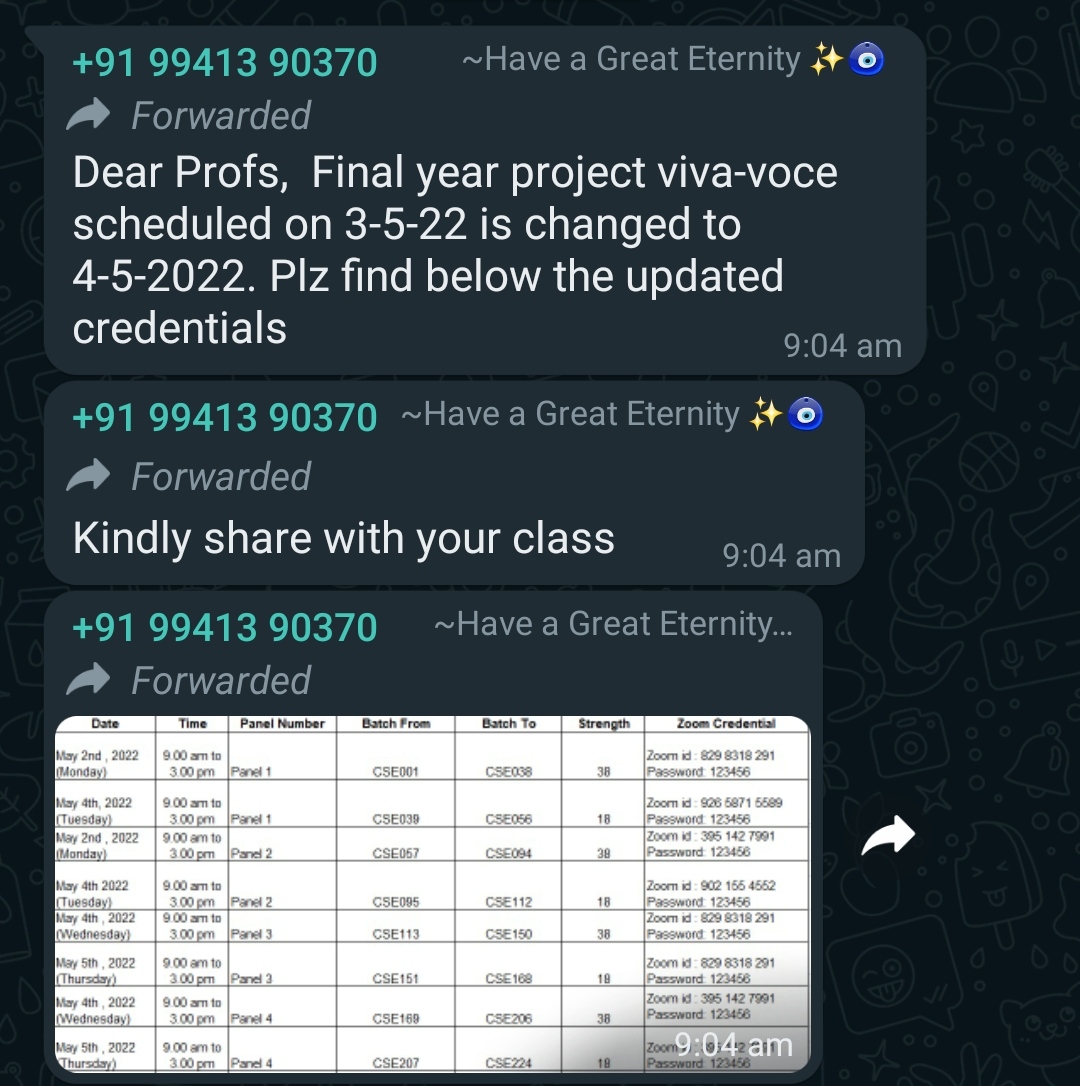 +91 99413 90370 ~Have a Great Eternity ✨🧿
Forwarded
Dear Profs,  Final year project viva-voce
scheduled on 3-5-22 is changed to
4-5-2022. Plz find below the updated
credentials
9:04 am
+91 99413 90370 ~Have a Great Eternity ✨🧿
Forwarded
Kindly share with your class
9:04 am
+91 99413 90370 ~Have a Great Eternity...
Forwarded
Date Time Panel Number Batch From Batch To Strength Zoom Credential
May 2nd , 2022 9.00 am to Zoom id : 829 8318 291
(Monday) 3.00 pm Panel 1 CSE001 CSE038 38 Password: 123456
May 4th, 2022 9.00 am to Zoom id : 926 5871 5589
(Tuesday) 3.00 pm Panel 1 CSE039 CSE056 18 Password: 123456
May 2nd , 2022 9.00 am to Zoom id : 395 142 7991
(Monday) 3.00 pm Panel 2 CSE057 CSE094 38 Password: 123456
May 4th 2022 9.00 am to Zoom id : 902 155 4552
(Tuesday) 3.00 pm Panel 2 CSE095 CSE112 18 Password: 123456
May 4th , 2022 9.00 am to Zoom id : 829 8318 291
(Wednesday) 3.00 pm Panel 3 CSE113 CSE150 38 Password: 123456
May 5th , 2022 9.00 am to Zoom id : 829 8318 291
(Thursday) 3.00 pm Panel 3 CSE151 CSE168 18 Password: 123456
May 4th , 2022 9.00 am to Zoom id : 395 142 7991
(Wednesday) 3.00 pm Panel 4 CSE169 CSE206 38 Password: 123456
May 5th , 2022 9.00 am to Zoom
(Thursday) 3.00 pm Panel 4 CSE207 CSE224 18 Password: 123456
9:04 am